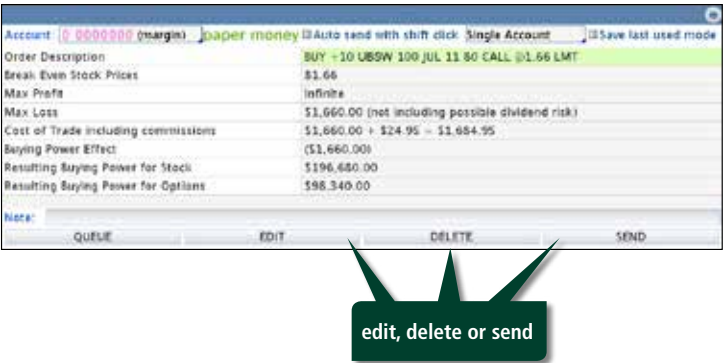 Account 0 0000000 (margin) paper money Auto send with shift click Single Account Save last used mode
Order Description BUY +10 UBSW 100 JUL 11 80 CALL @1.66 LMT
Break Even Stock Prices 81.66
Max Profit Infinite
Max Loss $1,660.00 (not including possible dividend risk)
Cost of Trade including commissions $1,660.00 + $24.95 = $1,684.95
Buying Power Effect ($1,660.00)
Resulting Buying Power for Stock $196,680.00
Resulting Buying Power for Options $98,340.00
Note:
QUEUE EDIT DELETE SEND
edit, delete or send